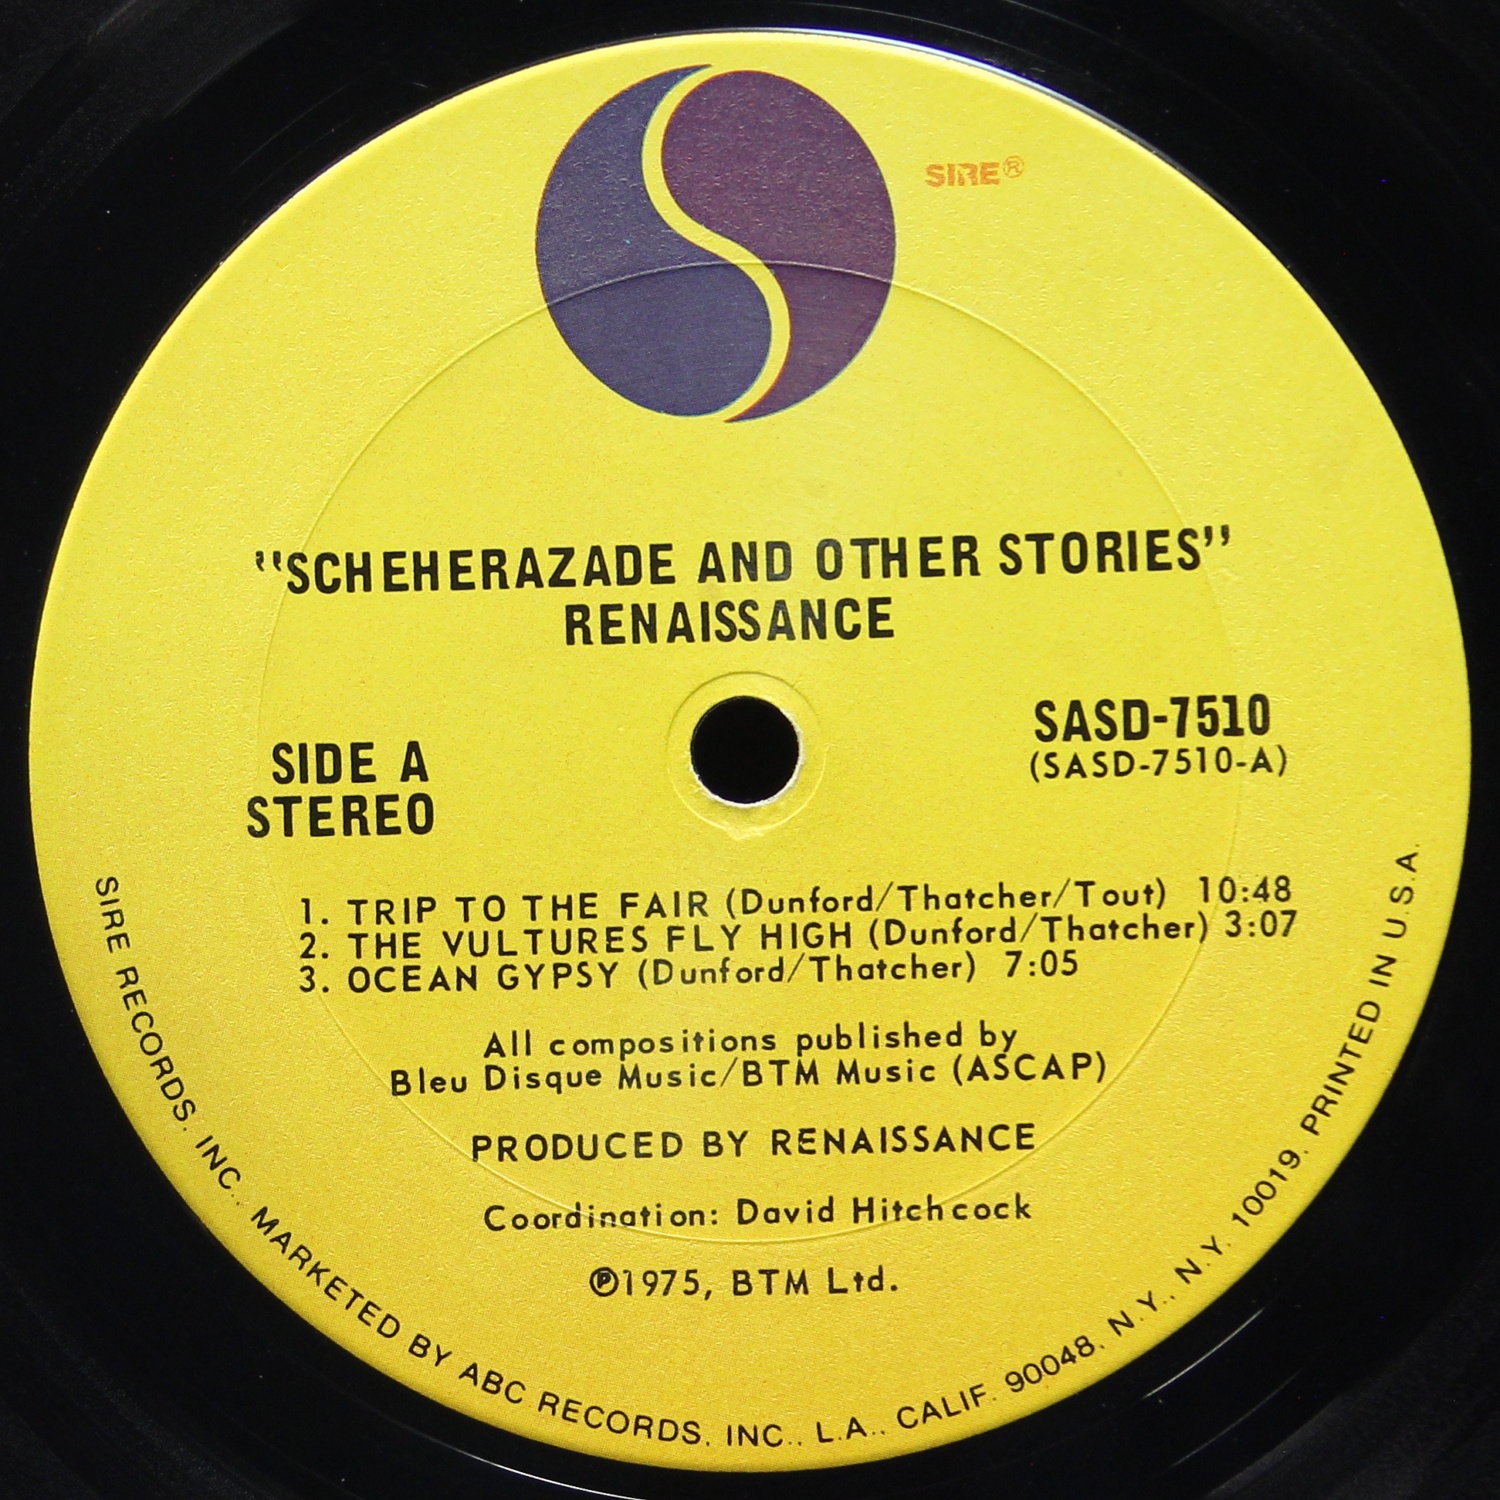 SIRE®
"SCHEHERAZADE AND OTHER STORIES"
RENAISSANCE
SIDE A
STEREO
SASD-7510
(SASD-7510-A)
1. TRIP TO THE FAIR (Dunford/Thatcher/Tout) 10:48
2. THE VULTURES FLY HIGH (Dunford/Thatcher) 3:07
3. OCEAN GYPSY (Dunford/Thatcher) 7:05
All compositions published by
Bleu Disque Music/BTM Music (ASCAP)
PRODUCED BY RENAISSANCE
Coordination: David Hitchcock
℗1975, BTM Ltd.
SIRE RECORDS, INC., MARKETED BY ABC RECORDS, INC., L.A., CALIF. 90048, N.Y., N.Y. 10019. PRINTED IN U.S.A.